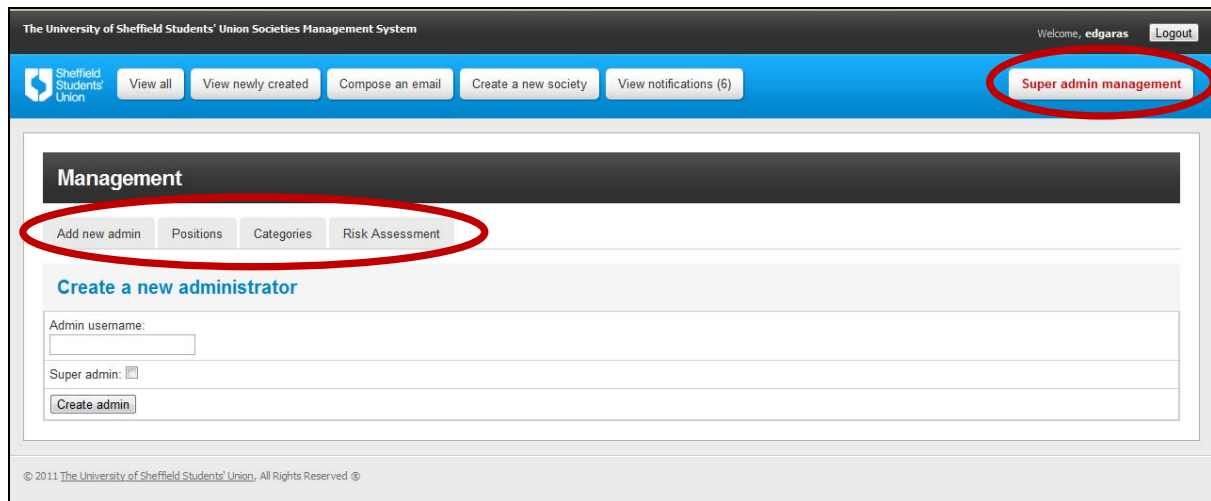 The University of Sheffield Students' Union Societies Management System
Welcome, edgaras Logout
Sheffield
Students'
Union
View all View newly created Compose an email Create a new society View notifications (6) Super admin management
Management
Add new admin Positions Categories Risk Assessment
Create a new administrator
Admin username:
Super admin:
Create admin
© 2011 The University of Sheffield Students' Union, All Rights Reserved ®